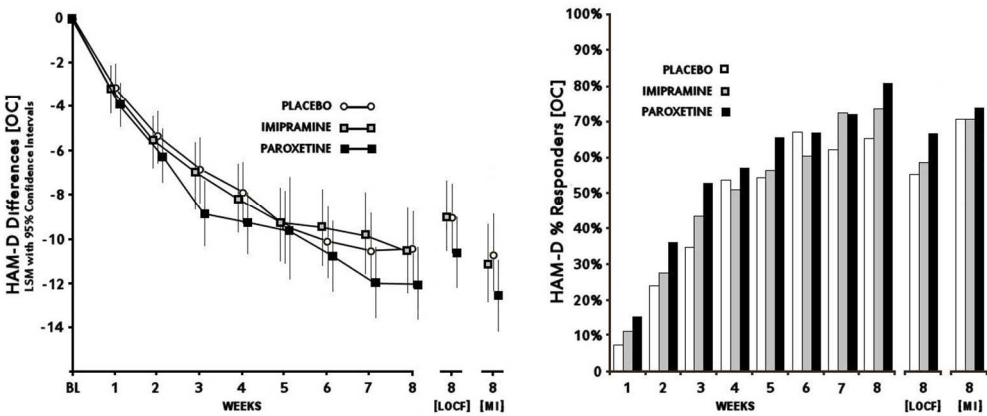 HAM-D Differences [OC]
LSM with 95% Confidence Intervals
0
-2
-4
-6
-8
-10
-12
-14
PLACEBO
IMIPRAMINE
PAROXETINE
BL 1 2 3 4 5 6 7 8 8 8
WEEKS [LOCF] [MI]
HAM-D % Responders [OC]
100%
90%
80%
70%
60%
50%
40%
30%
20%
10%
0
PLACEBO
IMIPRAMINE
PAROXETINE
1 2 3 4 5 6 7 8 8 8
WEEKS [LOCF] [MI]